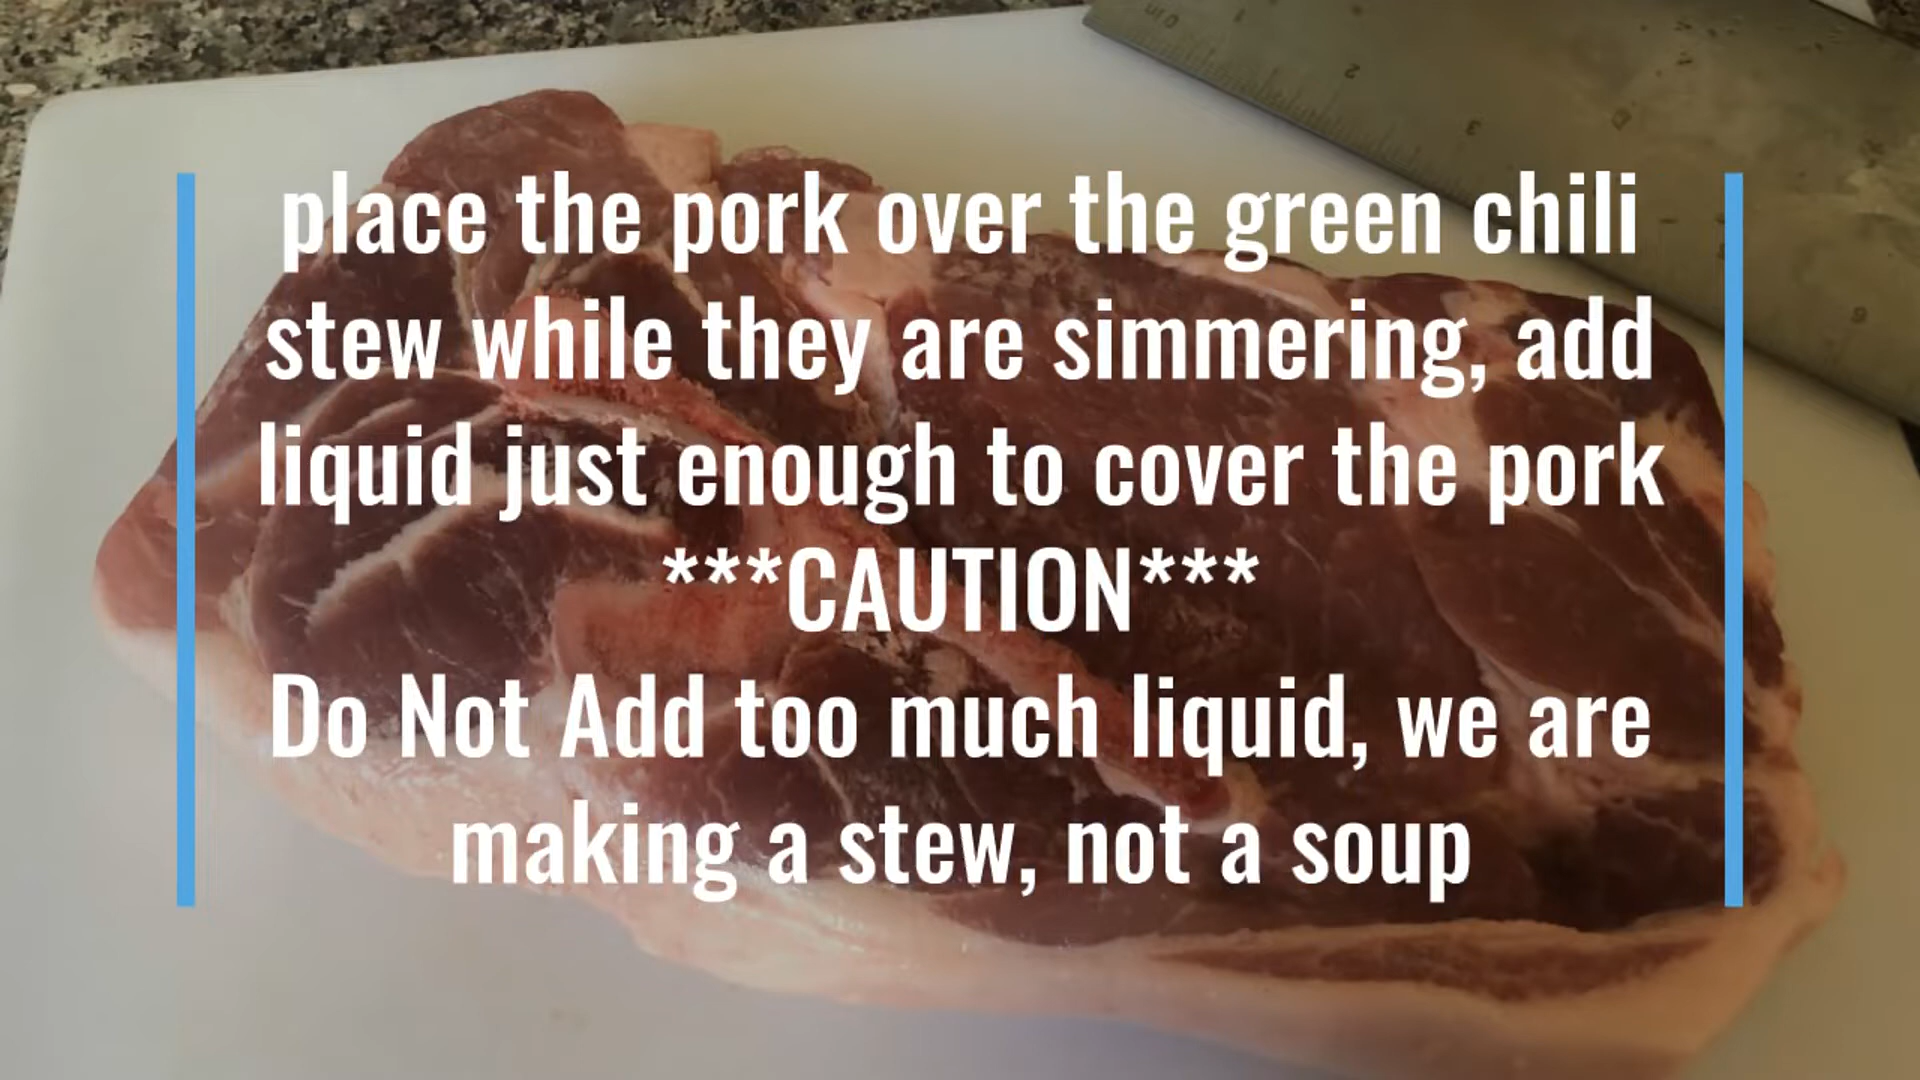 place the pork over the green chili
stew while they are simmering, add
liquid just enough to cover the pork
***CAUTION***
Do Not Add too much liquid, we are
making a stew, not a soup